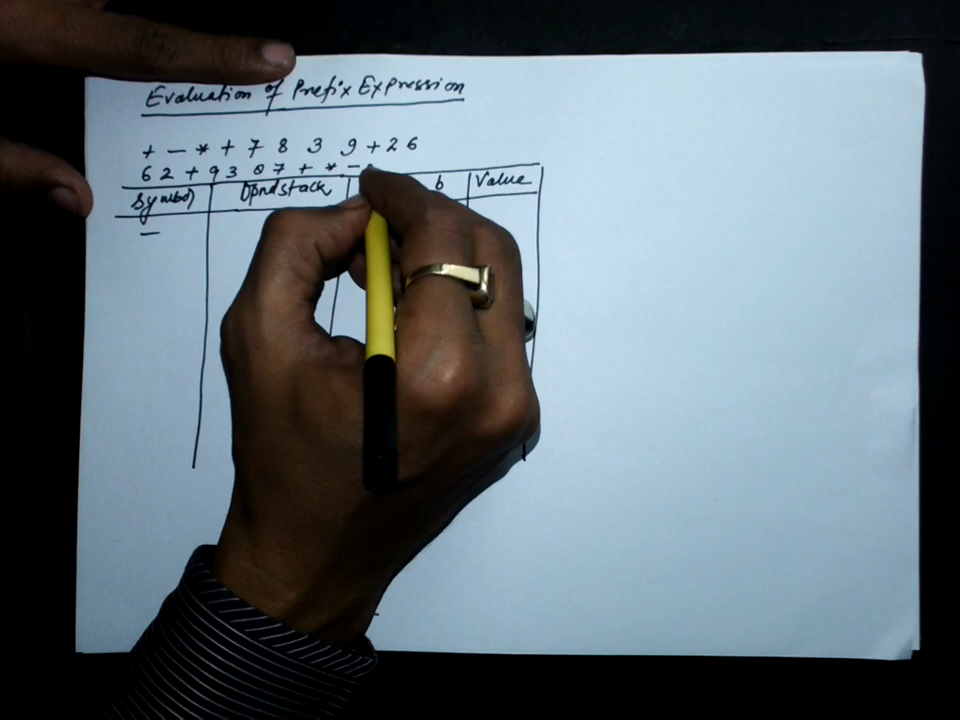 Evaluation of Prefix Expression
+ - * + 7 8 3 9 + 2 6
6 2 + 9 3 8 7 + * -
Symbol Opndstack b Value
-